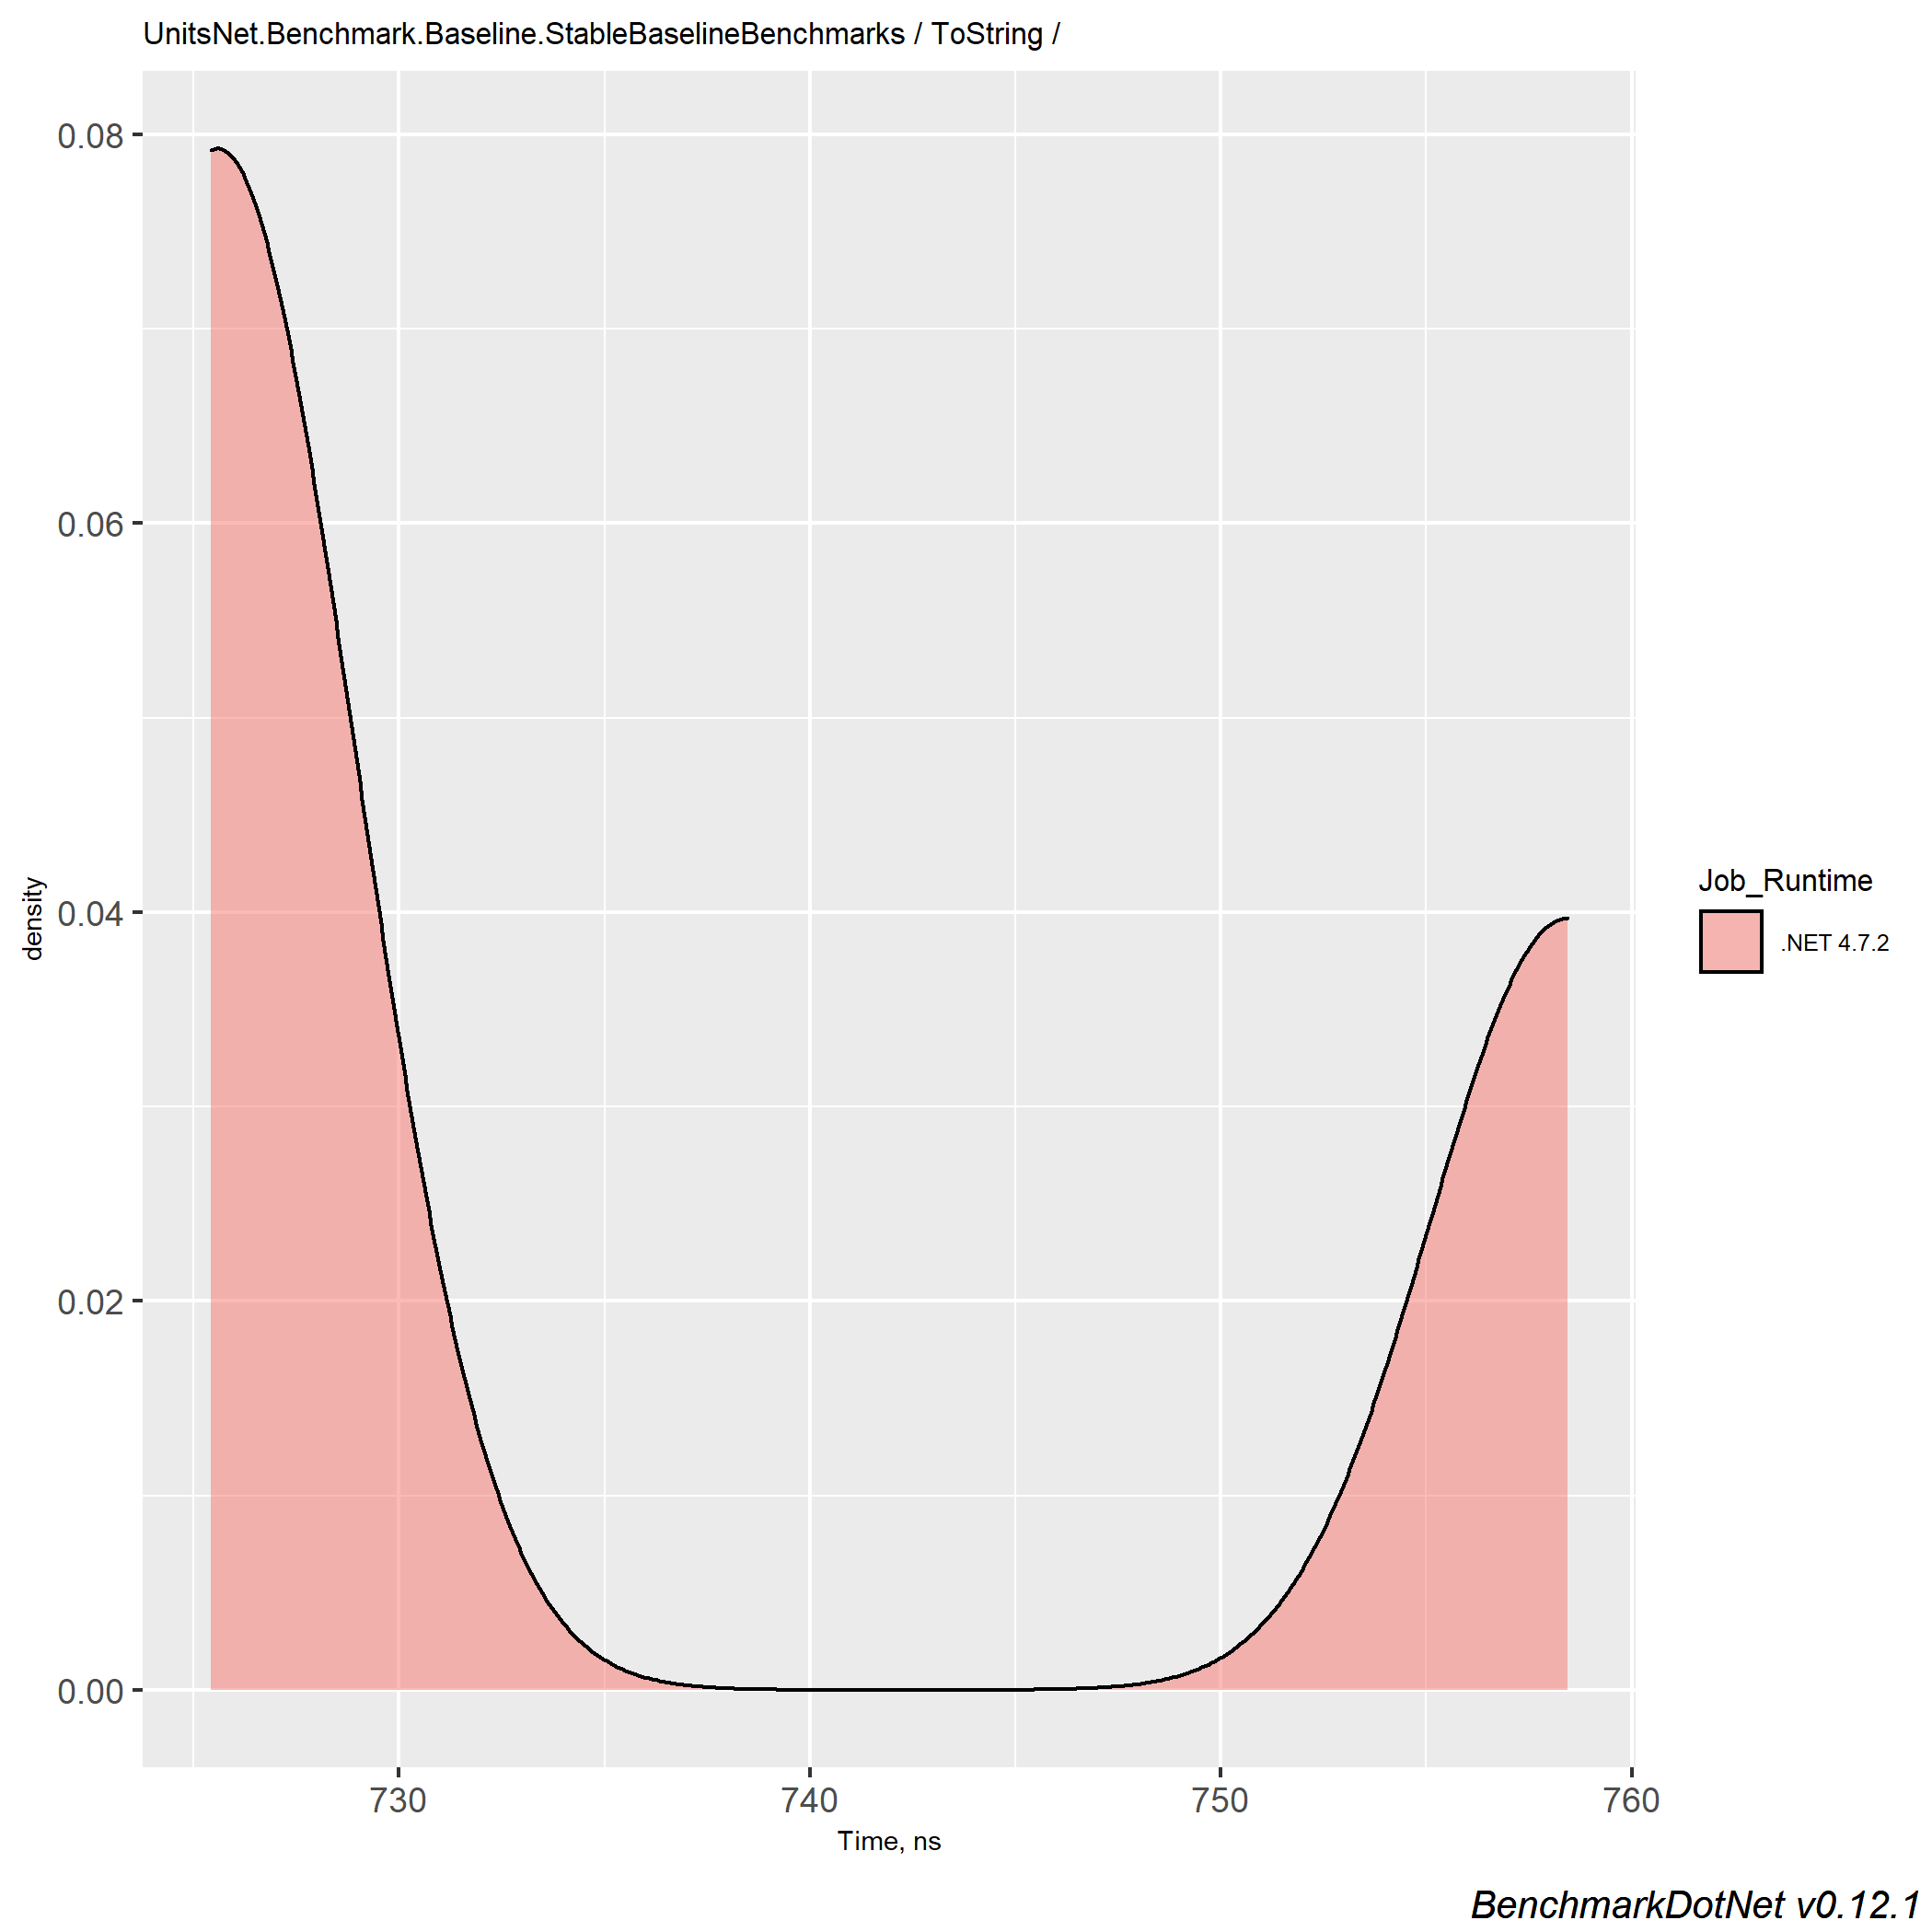 UnitsNet.Benchmark.Baseline.StableBaselineBenchmarks / ToString /
0.08
0.06
0.04
0.02
0.00
density
730 740 750 760
Time, ns
Job_Runtime
.NET 4.7.2
BenchmarkDotNet v0.12.1